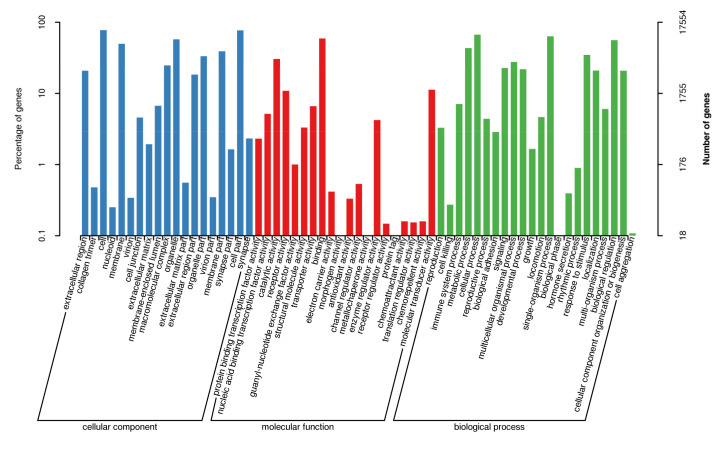 100
10
1
0.1
Percentage of genes
17554
1755
176
18
Number of genes
extracellular region
collagen trimer
cell
nucleoid
membrane
virion
cell junction
extracellular matrix
membrane-enclosed lumen
macromolecular complex
organelle
extracellular matrix part
extracellular region part
organelle part
virion part
membrane part
synapse part
cell part
synapse
protein binding transcription factor activity
nucleic acid binding transcription factor activity
catalytic activity
receptor activity
guanyl-nucleotide exchange factor activity
structural molecule activity
transporter activity
binding
electron carrier activity
morphogen activity
antioxidant activity
channel regulator activity
metallochaperone activity
enzyme regulator activity
receptor regulator activity
protein tag
chemoattractant activity
translation regulator activity
chemorepellent activity
molecular transducer activity
reproduction
cell killing
immune system process
metabolic process
cellular process
reproductive process
biological adhesion
signaling
multicellular organismal process
developmental process
growth
locomotion
single-organism process
biological phase
hormone secretion
rhythmic process
response to stimulus
localization
multi-organism process
biological regulation
cellular component organization or biogenesis
cell aggregation
cellular component
molecular function
biological process